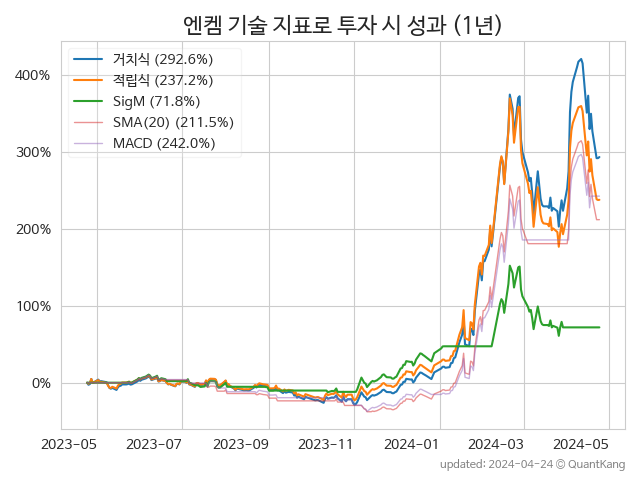 엔켐 기술 지표로 투자 시 성과 (1년)
거치식 (292.6%)
적립식 (237.2%)
SigM (71.8%)
SMA(20) (211.5%)
MACD (242.0%)
400%
300%
200%
100%
0%
2023-05 2023-07 2023-09 2023-11 2024-01 2024-03 2024-05
updated: 2024-04-24 © QuantKang